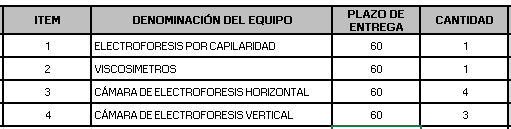 ITEM DENOMINACIÓN DEL EQUIPO PLAZO DE ENTREGA CANTIDAD
1 ELECTROFORESIS POR CAPILARIDAD 60 1
2 VISCOSIMETROS 60 1
3 CÁMARA DE ELECTROFORESIS HORIZONTAL 60 4
4 CÁMARA DE ELECTROFORESIS VERTICAL 60 3